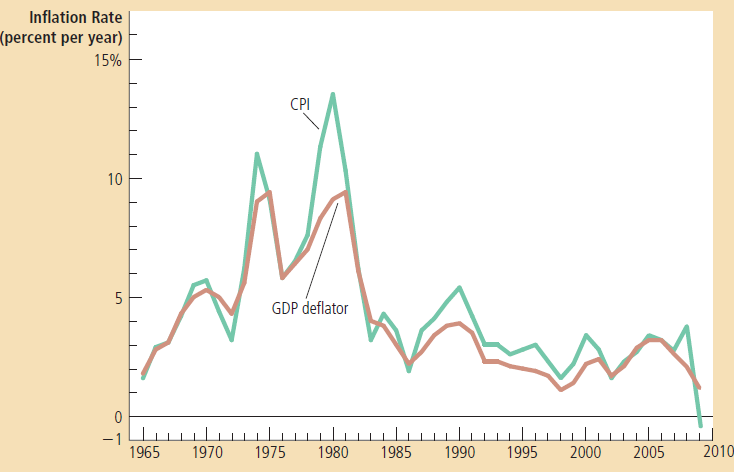 Inflation Rate
(percent per year)
15%
CPI
10
5
GDP deflator
0
−1
1965 1970 1975 1980 1985 1990 1995 2000 2005 2010